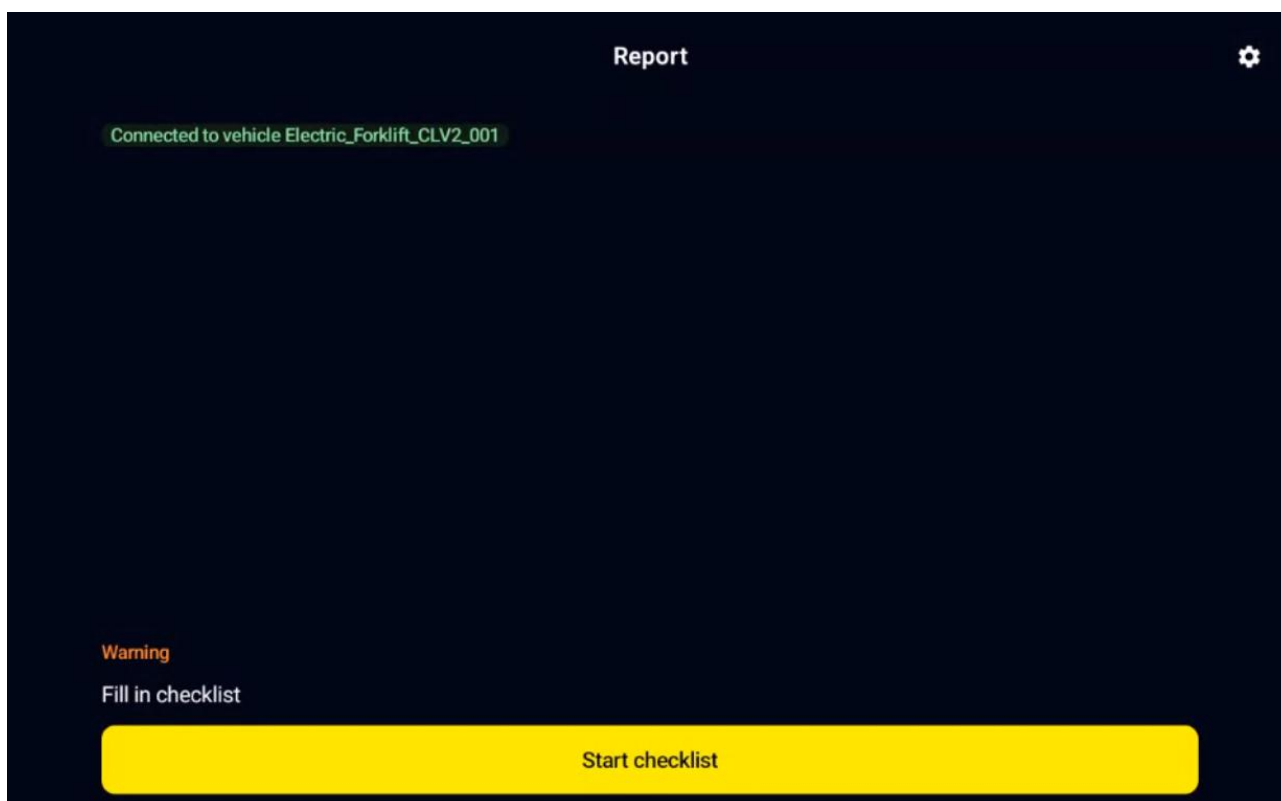 Report
Connected to vehicle Electric_Forklift_CLV2_001
Warning
Fill in checklist
Start checklist